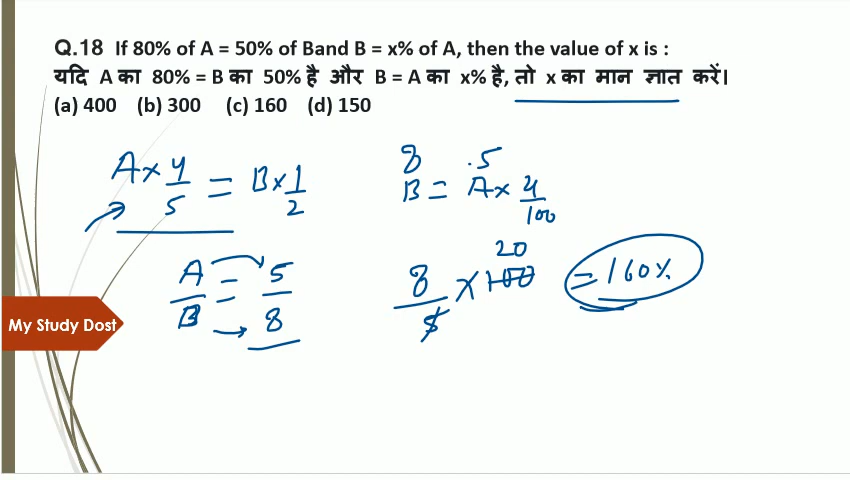 Q.18 If 80% of A = 50% of Band B = x% of A, then the value of x is :
यदि A का 80% = B का 50% है और B = A का x% है, तो x का मान ज्ञात करें।
(a) 400 (b) 300 (c) 160 (d) 150
A × 4/5 = B × 1/2
A/B = 5/8
8 5
B = A × 4/100
8/5 × 100 = 160%
20
My Study Dost